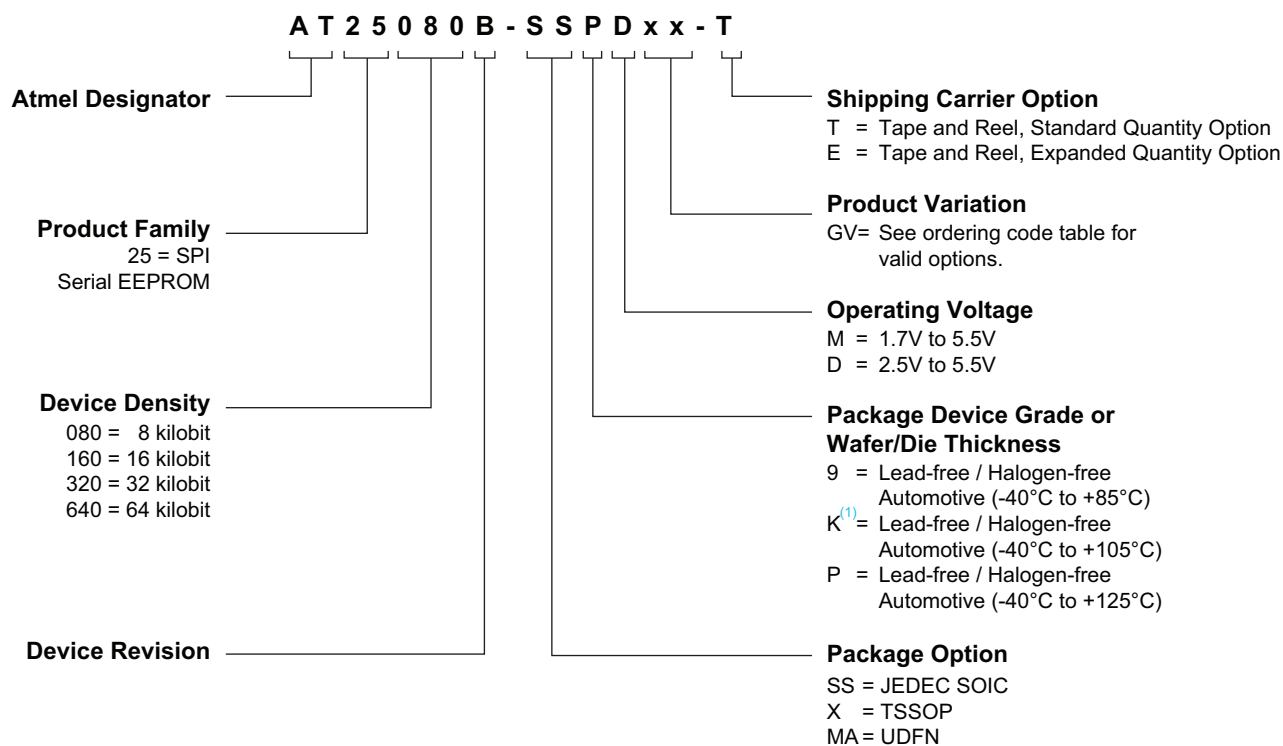 AT25080B-SSPDxx-T
Atmel Designator
Product Family
25 = SPI
Serial EEPROM
Device Density
080 = 8 kilobit
160 = 16 kilobit
320 = 32 kilobit
640 = 64 kilobit
Device Revision
Shipping Carrier Option
T = Tape and Reel, Standard Quantity Option
E = Tape and Reel, Expanded Quantity Option
Product Variation
GV= See ordering code table for
valid options.
Operating Voltage
M = 1.7V to 5.5V
D = 2.5V to 5.5V
Package Device Grade or
Wafer/Die Thickness
9 = Lead-free / Halogen-free
Automotive (-40°C to +85°C)
K(1) = Lead-free / Halogen-free
Automotive (-40°C to +105°C)
P = Lead-free / Halogen-free
Automotive (-40°C to +125°C)
Package Option
SS = JEDEC SOIC
X = TSSOP
MA = UDFN